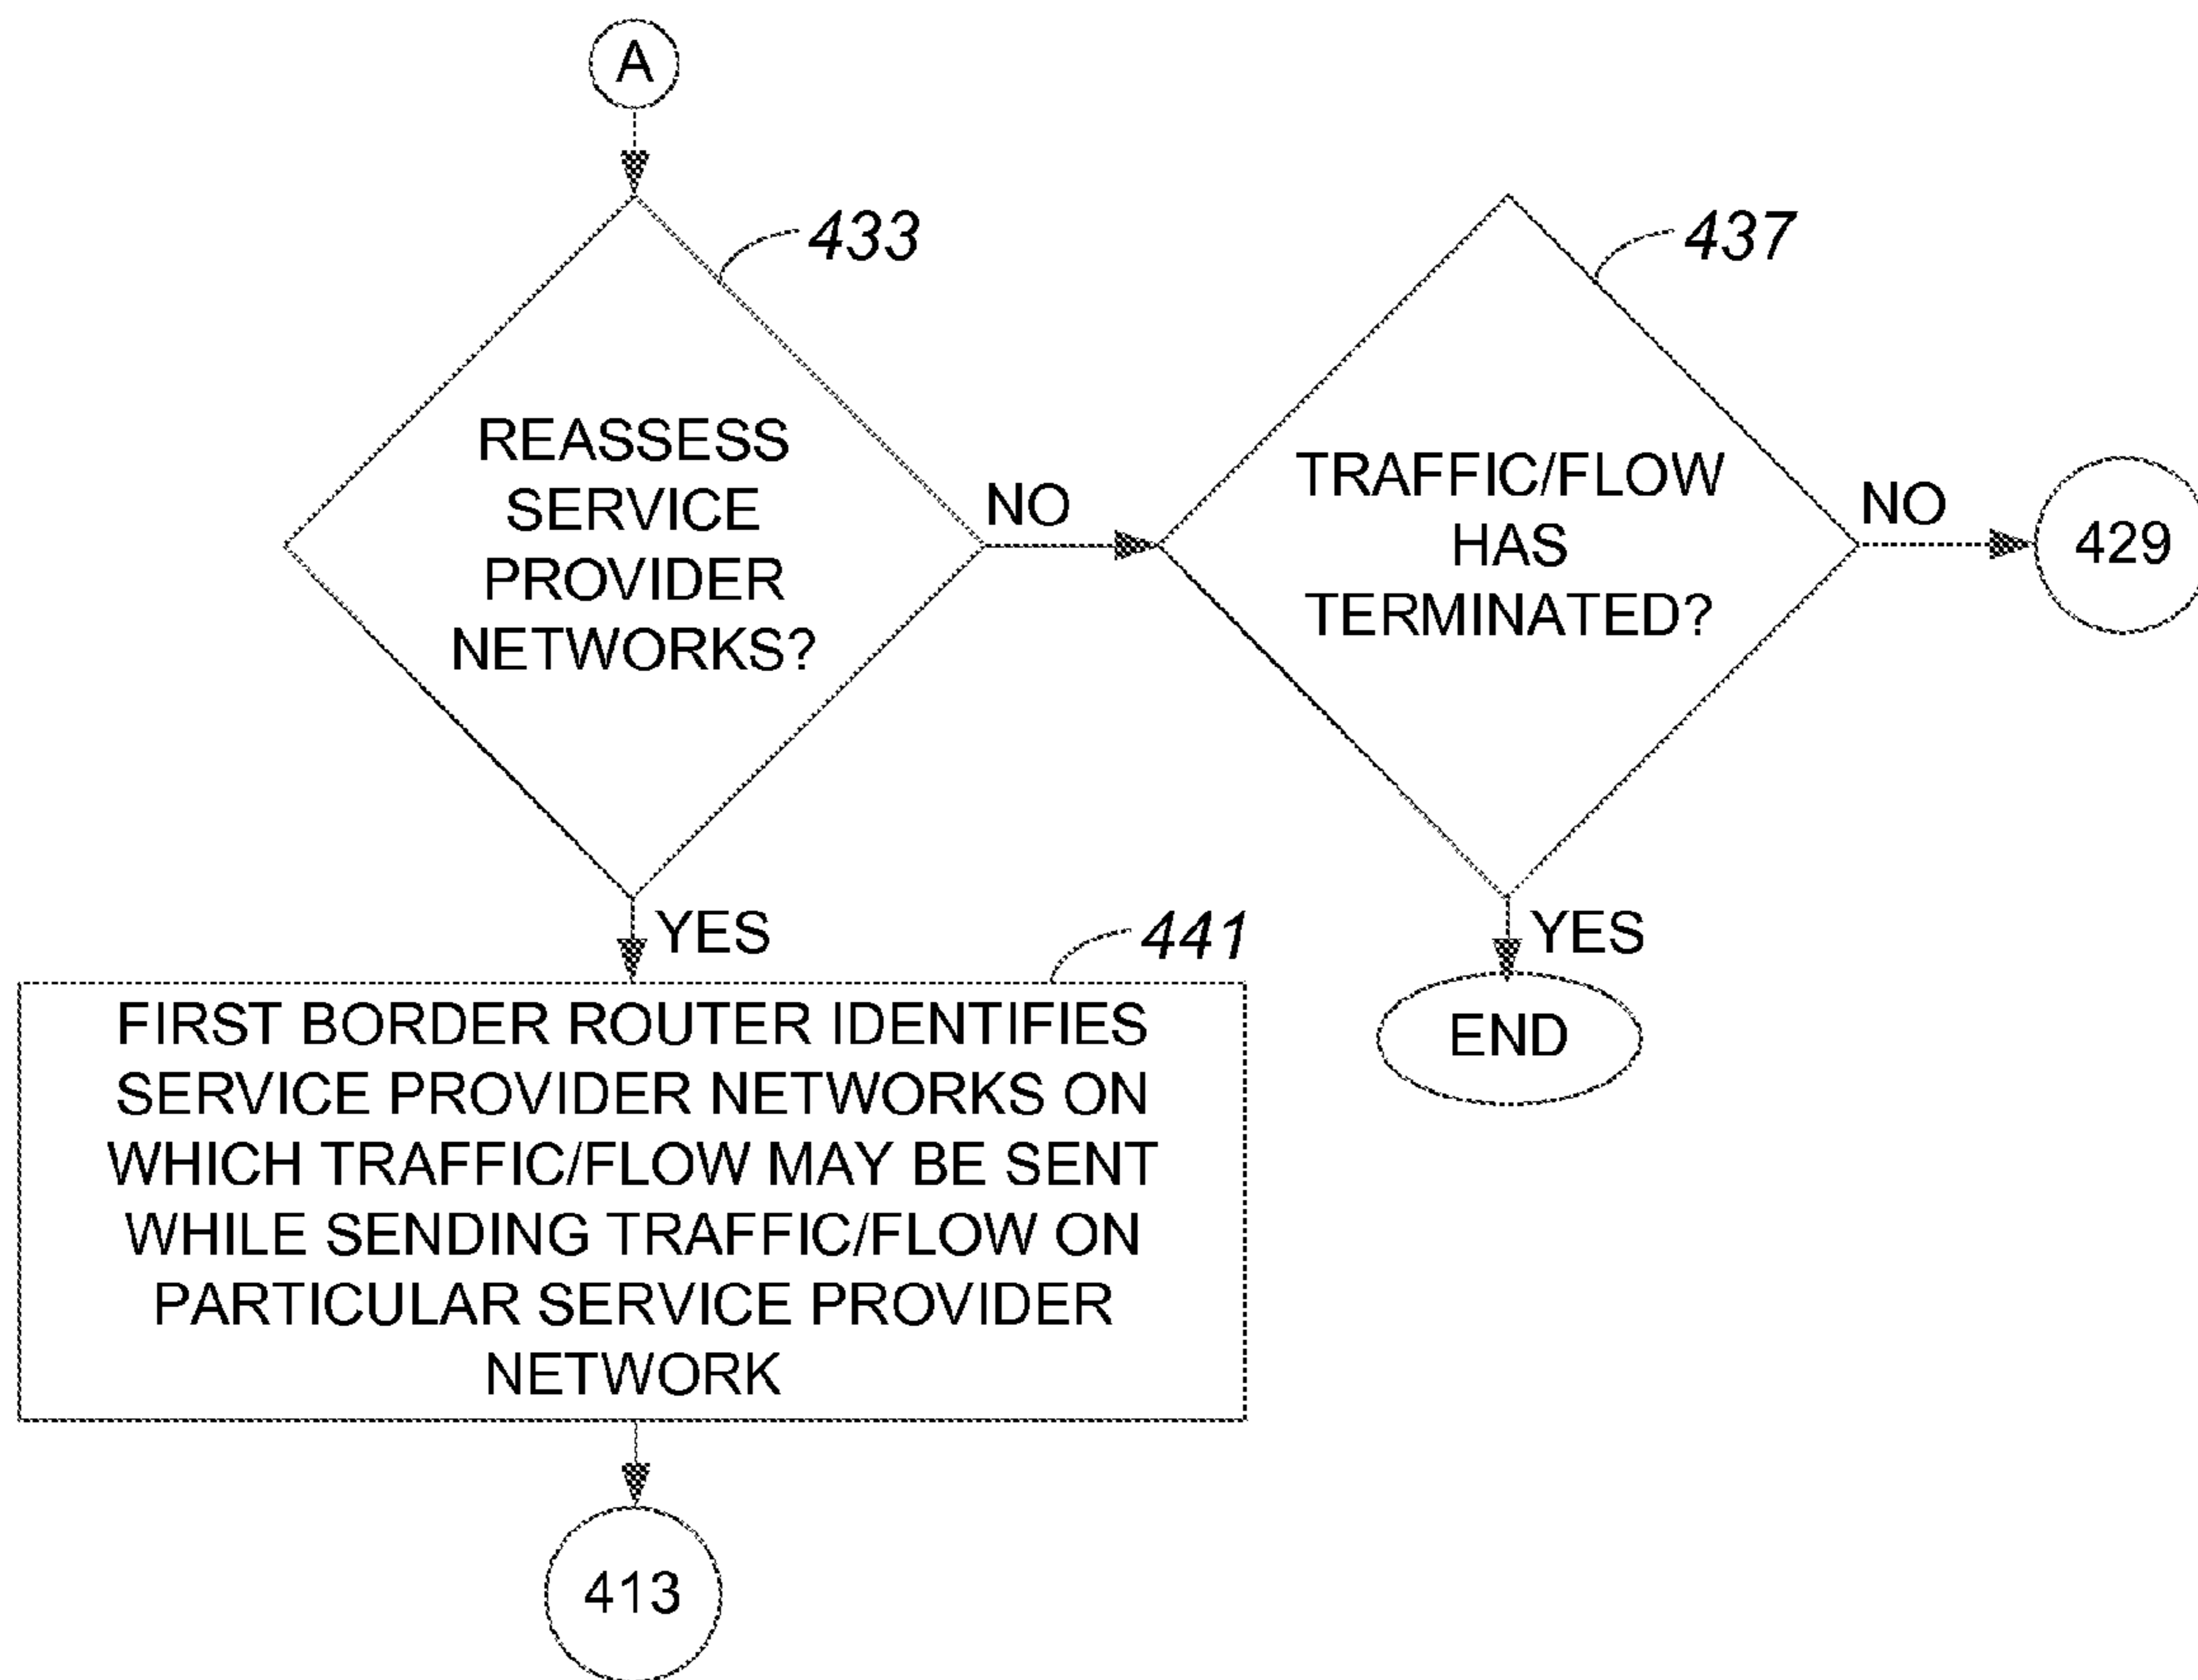 A
433
REASSESS
SERVICE
PROVIDER
NETWORKS?
NO
437
TRAFFIC/FLOW
HAS
TERMINATED?
NO
429
YES
441
FIRST BORDER ROUTER IDENTIFIES
SERVICE PROVIDER NETWORKS ON
WHICH TRAFFIC/FLOW MAY BE SENT
WHILE SENDING TRAFFIC/FLOW ON
PARTICULAR SERVICE PROVIDER
NETWORK
YES
END
413